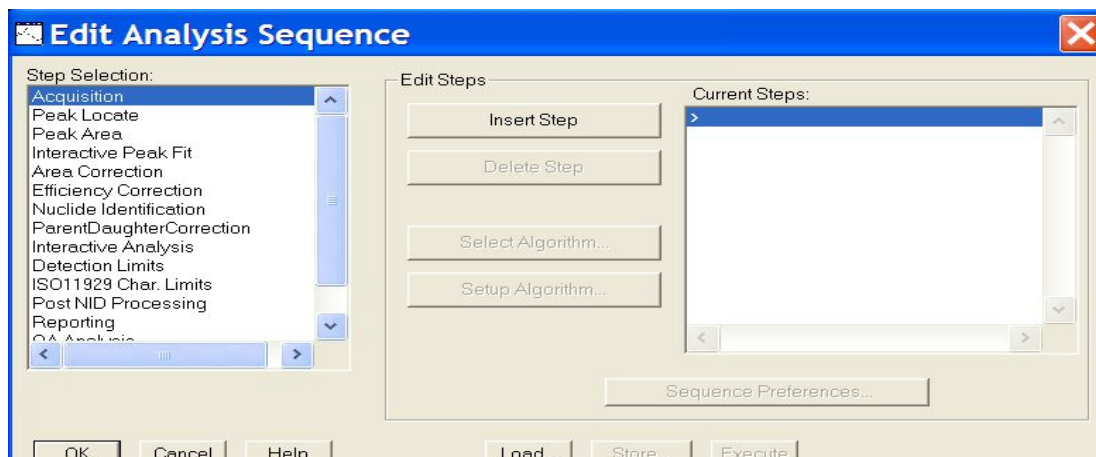 Edit Analysis Sequence
Step Selection:
Acquisition
Peak Locate
Peak Area
Interactive Peak Fit
Area Correction
Efficiency Correction
Nuclide Identification
ParentDaughterCorrection
Interactive Analysis
Detection Limits
ISO11929 Char. Limits
Post NID Processing
Reporting
QA Analysis
Edit Steps
Insert Step
Delete Step
Select Algorithm...
Setup Algorithm...
Current Steps:
>
Sequence Preferences...
OK
Cancel
Help
Load...
Store...
Execute